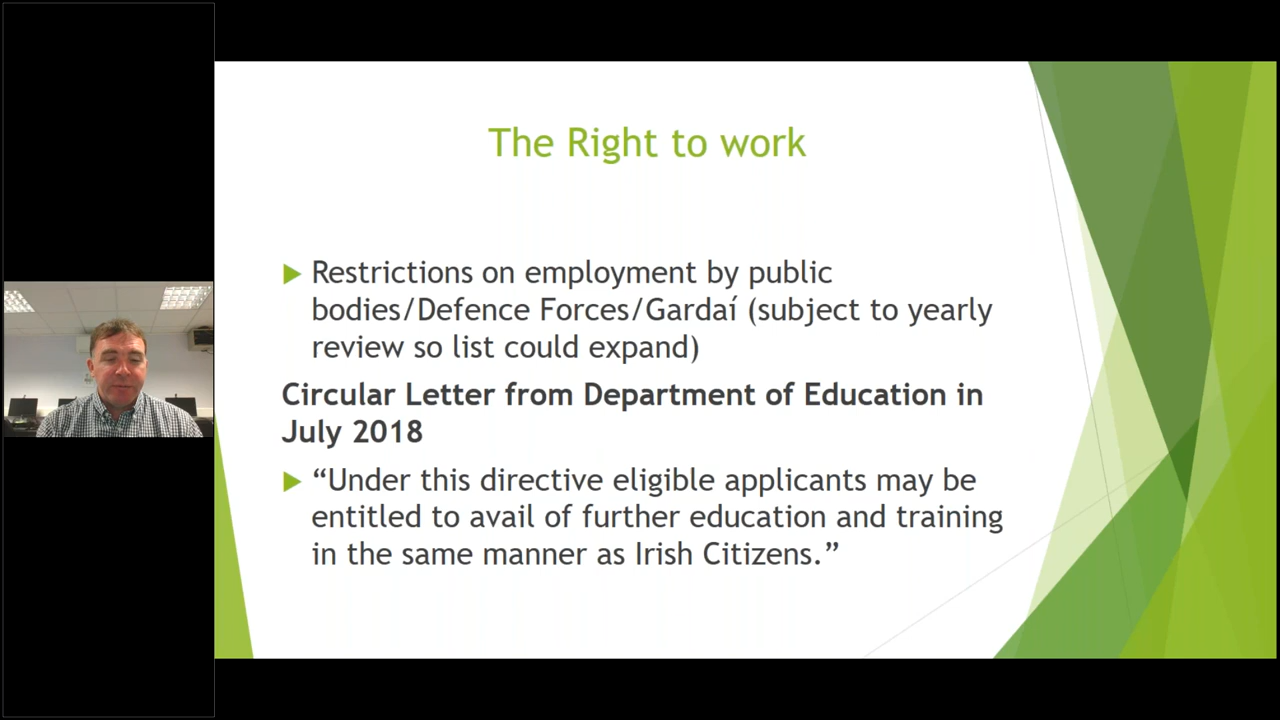 The Right to work
Restrictions on employment by public
bodies/Defence Forces/Gardaí (subject to yearly
review so list could expand)
Circular Letter from Department of Education in
July 2018
“Under this directive eligible applicants may be
entitled to avail of further education and training
in the same manner as Irish Citizens.”